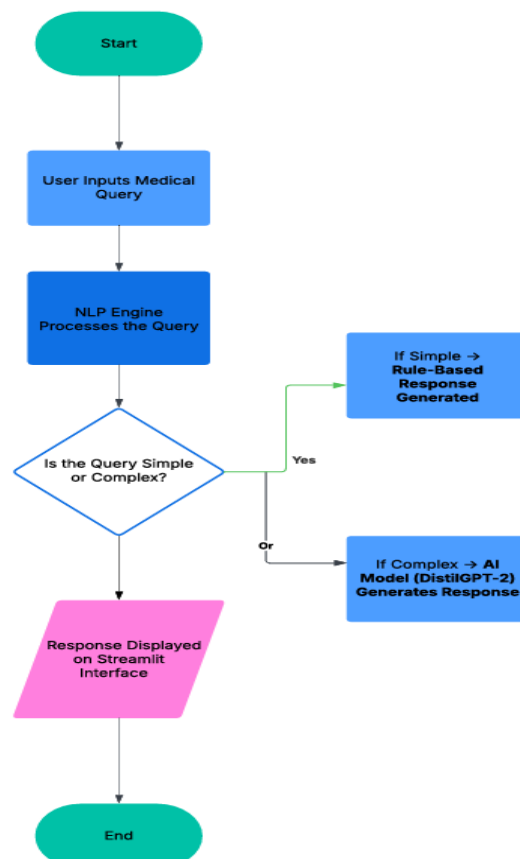 Start
User Inputs Medical
Query
NLP Engine
Processes the Query
Is the Query Simple
or Complex?
Yes
Or
If Simple →
Rule-Based
Response
Generated
If Complex → AI
Model (DistilGPT-2)
Generates Response
Response Displayed
on Streamlit
Interface
End